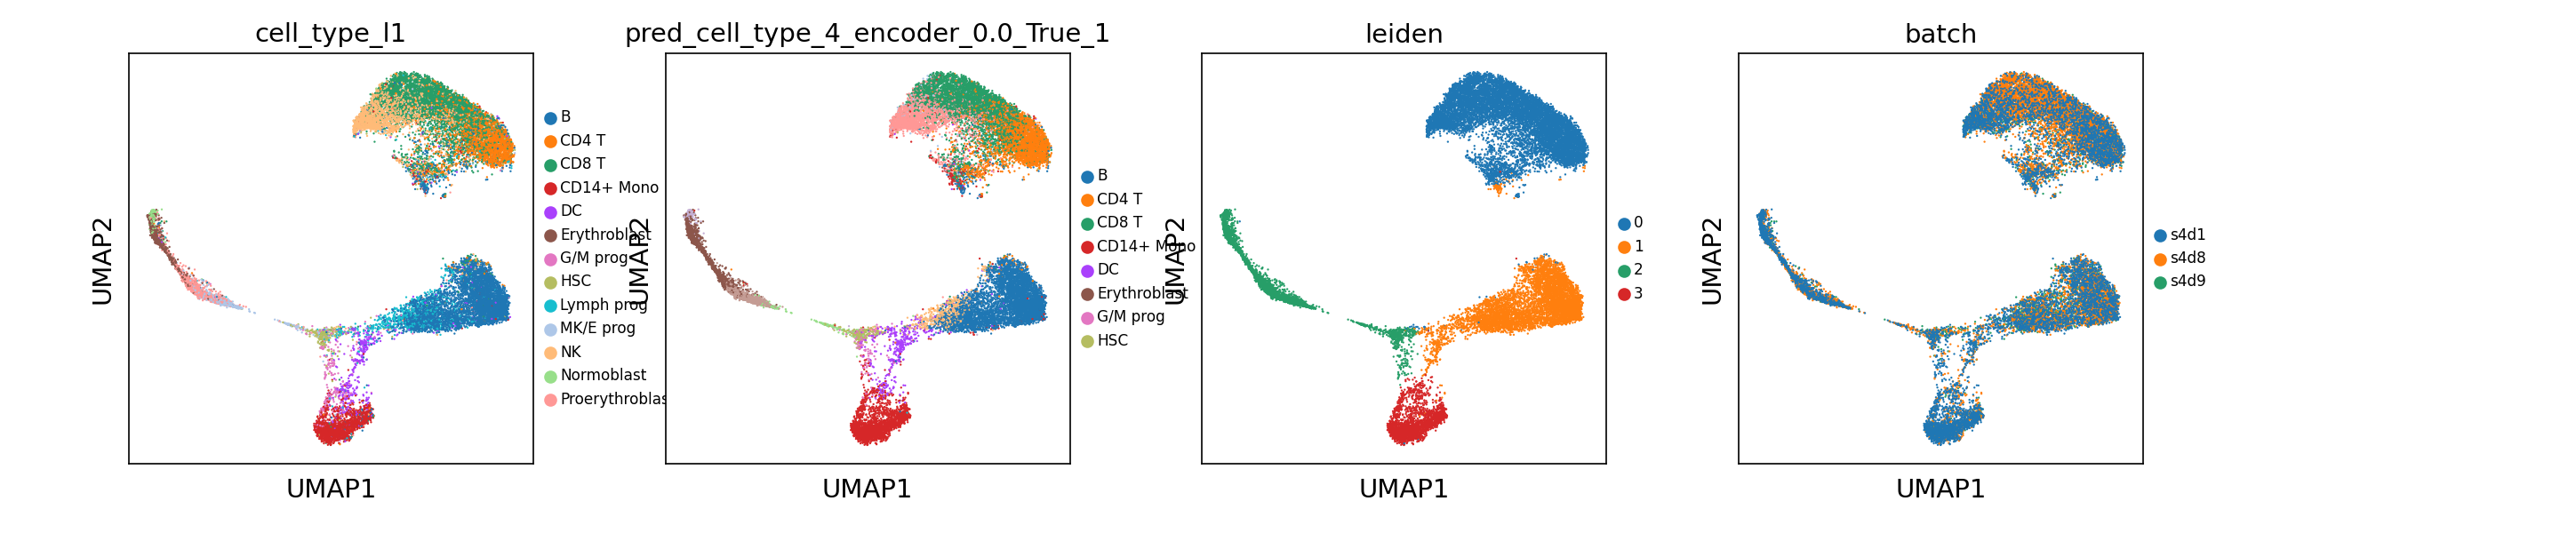 cell_type_l1
UMAP2
UMAP1
B
CD4 T
CD8 T
CD14+ Mono
DC
Erythroblast
G/M prog
HSC
Lymph prog
MK/E prog
NK
Normoblast
Proerythroblas
pred_cell_type_4_encoder_0.0_True_1
UMAP2
UMAP1
B
CD4 T
CD8 T
CD14+ Mono
DC
Erythroblast
G/M prog
HSC
leiden
UMAP2
UMAP1
0
1
2
3
batch
UMAP2
UMAP1
s4d1
s4d8
s4d9